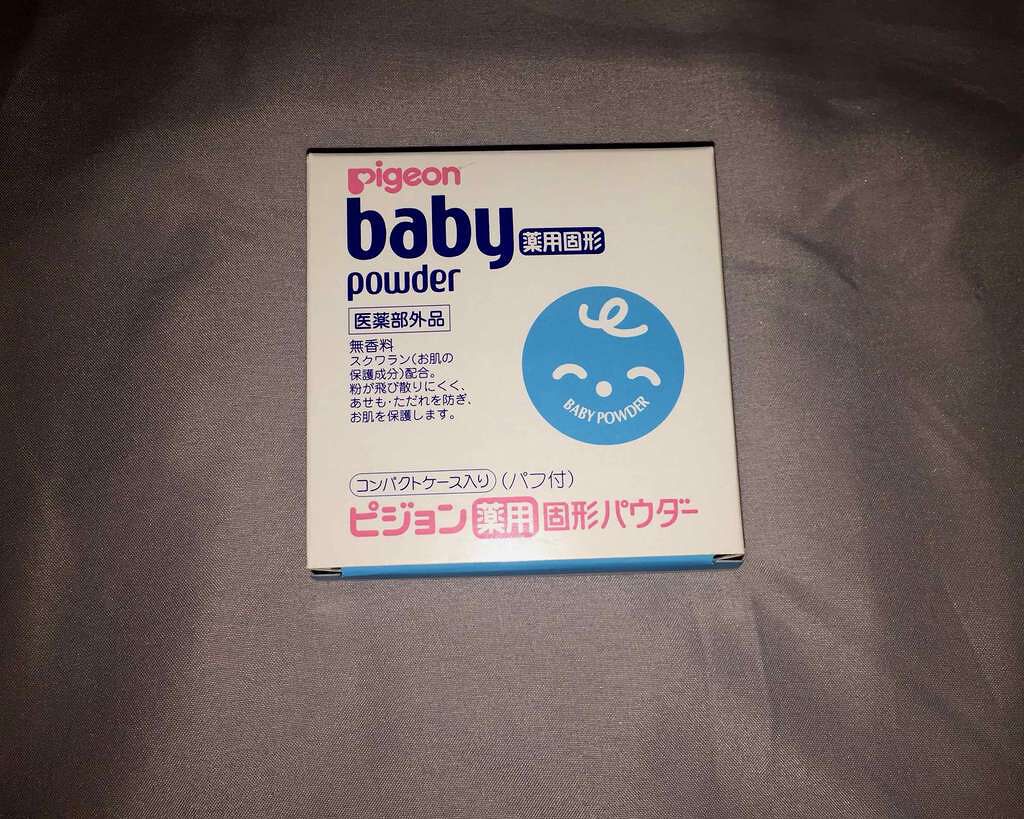 pigeon
baby 薬用固形
powder
医薬部外品
無香料
スクワラン(お肌の
保護成分)配合。
粉が飛び散りにくく、
あせも・ただれを防ぎ、
お肌を保護します。
BABY POWDER
コンパクトケース入り (パフ付)
ピジョン 薬用 固形パウダー